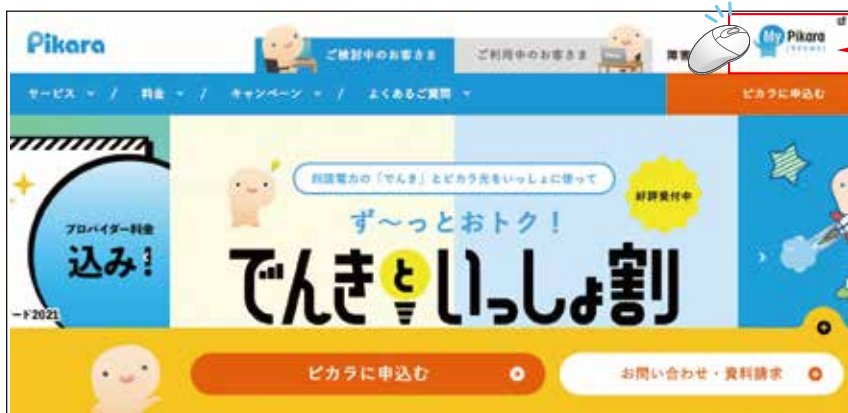 Pikara
ご検討中のお客さま
ご利用中のお客さま
障害
My Pikara
サービス / 料金 / キャンペーン / よくあるご質問
ピカラに申込む
四国電力の「でんき」とピカラ光をいっしょに使って
好評受付中
ず〜っとおトク！
でんきといっしょ割
プロバイダー料金
込み!
ード2021
ピカラに申込む
お問い合わせ・資料請求